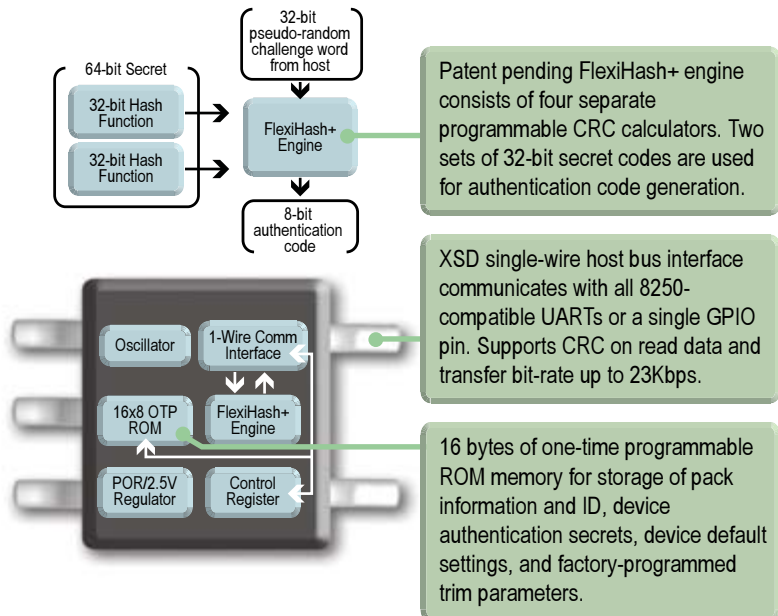 32-bit
pseudo-random
challenge word
from host
64-bit Secret
32-bit Hash
Function
32-bit Hash
Function
FlexiHash+
Engine
8-bit
authentication
code
Patent pending FlexiHash+ engine
consists of four separate
programmable CRC calculators. Two
sets of 32-bit secret codes are used
for authentication code generation.
XSD single-wire host bus interface
communicates with all 8250-
compatible UARTs or a single GPIO
pin. Supports CRC on read data and
transfer bit-rate up to 23Kbps.
Oscillator
1-Wire Comm
Interface
16x8 OTP
ROM
FlexiHash+
Engine
POR/2.5V
Regulator
Control
Register
16 bytes of one-time programmable
ROM memory for storage of pack
information and ID, device
authentication secrets, device default
settings, and factory-programmed
trim parameters.